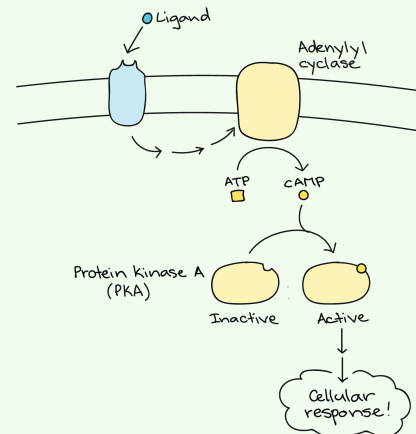 Ligand
Adenylyl
cyclase
ATP
cAMP
Protein kinase A
(PKA)
Inactive
Active
Cellular
response!